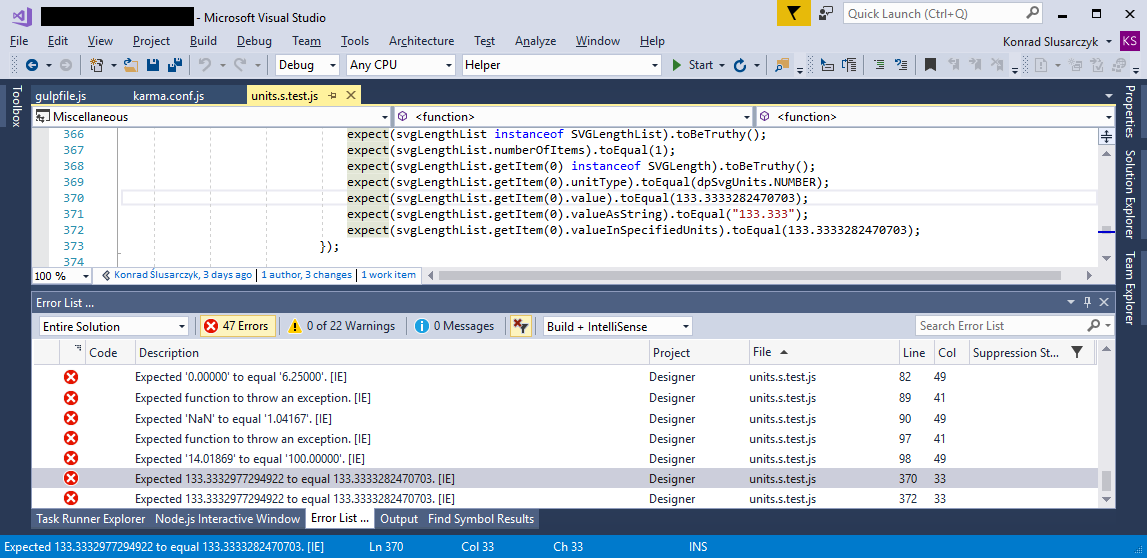 - Microsoft Visual Studio
Quick Launch (Ctrl+Q)
File Edit View Project Build Debug Team Tools Architecture Test Analyze Window Help
Konrad Slusarczyk KS
Debug Any CPU Helper Start
Toolbox
gulpfile.js karma.conf.js units.s.test.js
Miscellaneous <function> <function>
366 expect(svgLengthList instanceof SVGLengthList).toBeTruthy();
367 expect(svgLengthList.numberOfItems).toEqual(1);
368 expect(svgLengthList.getItem(0) instanceof SVGLength).toBeTruthy();
369 expect(svgLengthList.getItem(0).unitType).toEqual(dpSvgUnits.NUMBER);
370 expect(svgLengthList.getItem(0).value).toEqual(133.3333282470703);
371 expect(svgLengthList.getItem(0).valueAsString).toEqual("133.333");
372 expect(svgLengthList.getItem(0).valueInSpecifiedUnits).toEqual(133.3333282470703);
373 });
374
100 % Konrad Ślusarczyk, 3 days ago | 1 author, 3 changes | 1 work item
Properties
Solution Explorer
Team Explorer
Error List ...
Entire Solution 47 Errors 0 of 22 Warnings 0 Messages Build + IntelliSense Search Error List
Code Description Project File Line Col Suppression St...
Expected '0.00000' to equal '6.25000'. [IE] Designer units.s.test.js 82 49
Expected function to throw an exception. [IE] Designer units.s.test.js 89 41
Expected 'NaN' to equal '1.04167'. [IE] Designer units.s.test.js 90 49
Expected function to throw an exception. [IE] Designer units.s.test.js 97 41
Expected '14.01869' to equal '100.00000'. [IE] Designer units.s.test.js 98 49
Expected 133.3332977294922 to equal 133.3333282470703. [IE] Designer units.s.test.js 370 33
Expected 133.3332977294922 to equal 133.3333282470703. [IE] Designer units.s.test.js 372 33
Task Runner Explorer Node.js Interactive Window Error List ... Output Find Symbol Results
Expected 133.3332977294922 to equal 133.3333282470703. [IE] Ln 370 Col 33 Ch 33 INS